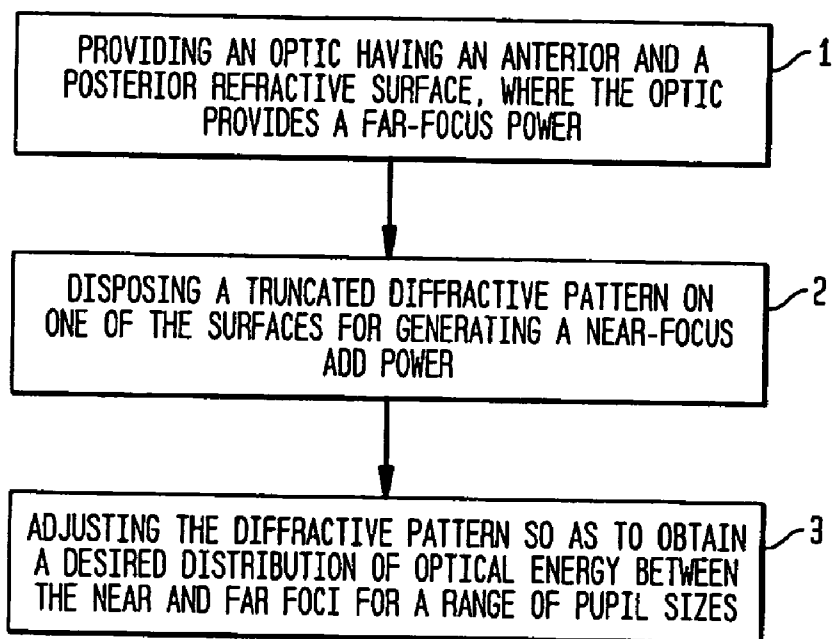 PROVIDING AN OPTIC HAVING AN ANTERIOR AND A
POSTERIOR REFRACTIVE SURFACE, WHERE THE OPTIC
PROVIDES A FAR-FOCUS POWER
1
DISPOSING A TRUNCATED DIFFRACTIVE PATTERN ON
ONE OF THE SURFACES FOR GENERATING A NEAR-FOCUS
ADD POWER
2
ADJUSTING THE DIFFRACTIVE PATTERN SO AS TO OBTAIN
A DESIRED DISTRIBUTION OF OPTICAL ENERGY BETWEEN
THE NEAR AND FAR FOCI FOR A RANGE OF PUPIL SIZES
3